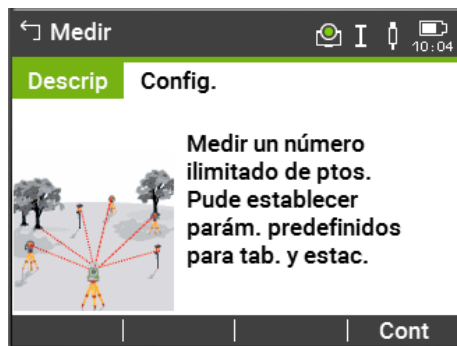 Medir
I
10:04
Descrip
Config.
Medir un número
ilimitado de ptos.
Pude establecer
parám. predefinidos
para tab. y estac.
Cont